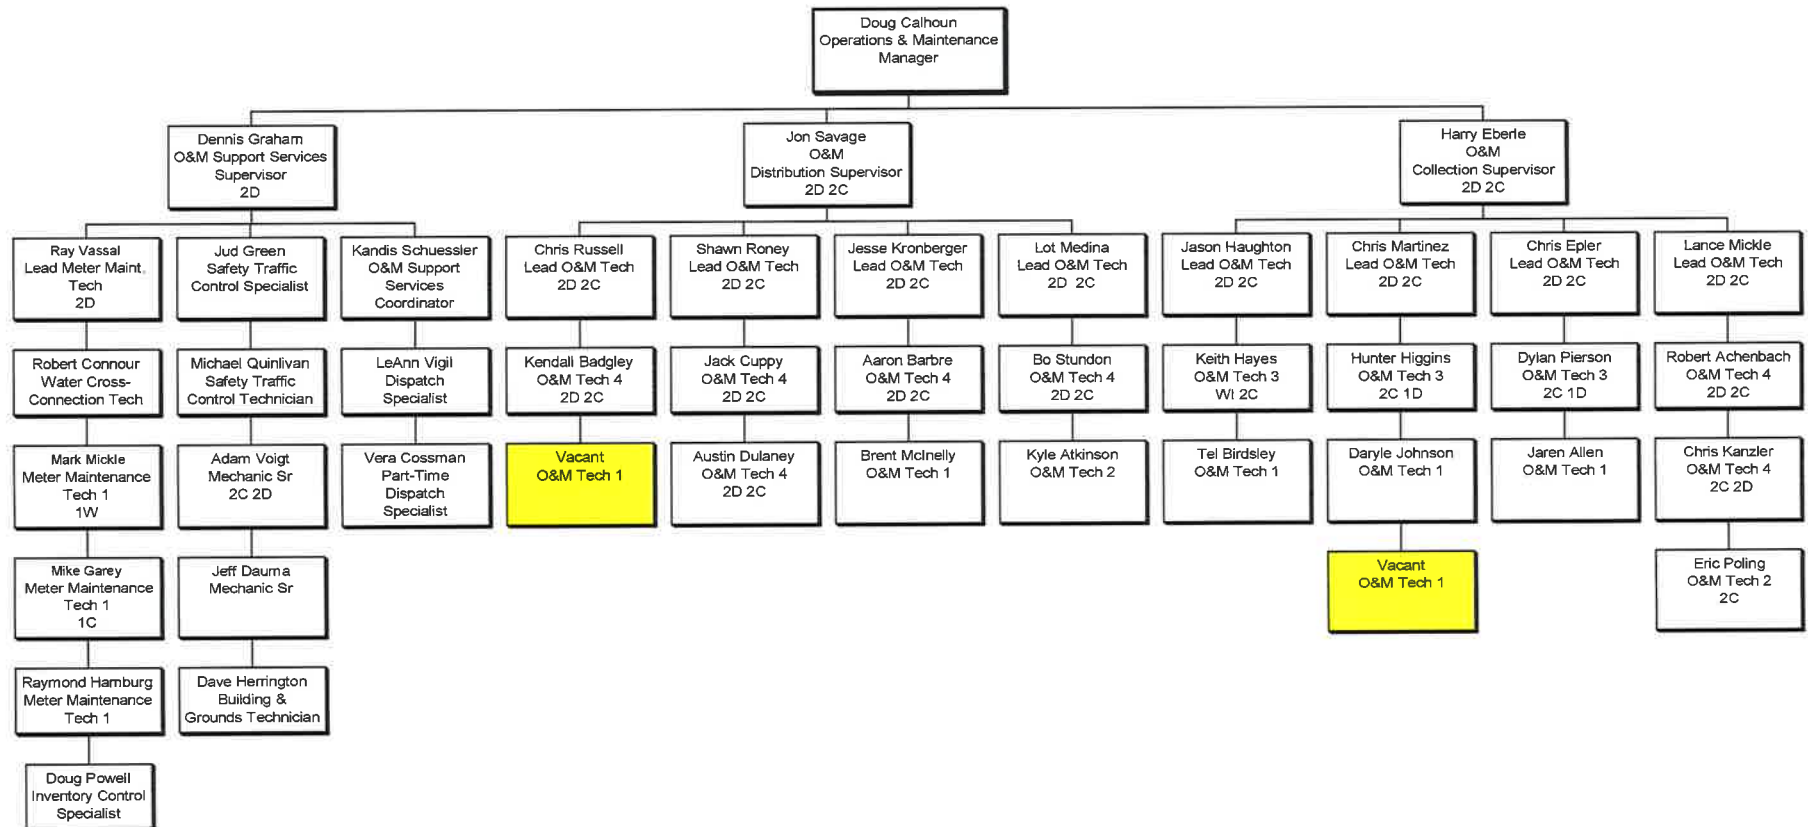 Doug Calhoun
Operations & Maintenance
Manager
Dennis Graham
O&M Support Services
Supervisor
2D
Jon Savage
O&M
Distribution Supervisor
2D 2C
Harry Eberle
O&M
Collection Supervisor
2D 2C
Ray Vassal
Lead Meter Maint.
Tech
2D
Jud Green
Safety Traffic
Control Specialist
Kandis Schuessler
O&M Support
Services
Coordinator
Chris Russell
Lead O&M Tech
2D 2C
Shawn Roney
Lead O&M Tech
2D 2C
Jesse Kronberger
Lead O&M Tech
2D 2C
Lot Medina
Lead O&M Tech
2D 2C
Jason Haughton
Lead O&M Tech
2D 2C
Chris Martinez
Lead O&M Tech
2D 2C
Chris Epler
Lead O&M Tech
2D 2C
Lance Mickle
Lead O&M Tech
2D 2C
Robert Connour
Water Cross-
Connection Tech
Michael Quinlivan
Safety Traffic
Control Technician
LeAnn Vigil
Dispatch
Specialist
Kendall Badgley
O&M Tech 4
2D 2C
Jack Cuppy
O&M Tech 4
2D 2C
Aaron Barbre
O&M Tech 4
2D 2C
Bo Stundon
O&M Tech 4
2D 2C
Keith Hayes
O&M Tech 3
WI 2C
Hunter Higgins
O&M Tech 3
2C 1D
Dylan Pierson
O&M Tech 3
2C 1D
Robert Achenbach
O&M Tech 4
2D 2C
Mark Mickle
Meter Maintenance
Tech 1
1W
Adam Voigt
Mechanic Sr
2C 2D
Vera Cossman
Part-Time
Dispatch
Specialist
Vacant
O&M Tech 1
Austin Dulaney
O&M Tech 4
2D 2C
Brent McInelly
O&M Tech 1
Kyle Atkinson
O&M Tech 2
Tel Birdsley
O&M Tech 1
Daryle Johnson
O&M Tech 1
Jaren Allen
O&M Tech 1
Chris Kanzler
O&M Tech 4
2C 2D
Mike Garey
Meter Maintenance
Tech 1
1C
Jeff Dauma
Mechanic Sr
Vacant
O&M Tech 1
Eric Poling
O&M Tech 2
2C
Raymond Hamburg
Meter Maintenance
Tech 1
Dave Herrington
Building &
Grounds Technician
Doug Powell
Inventory Control
Specialist